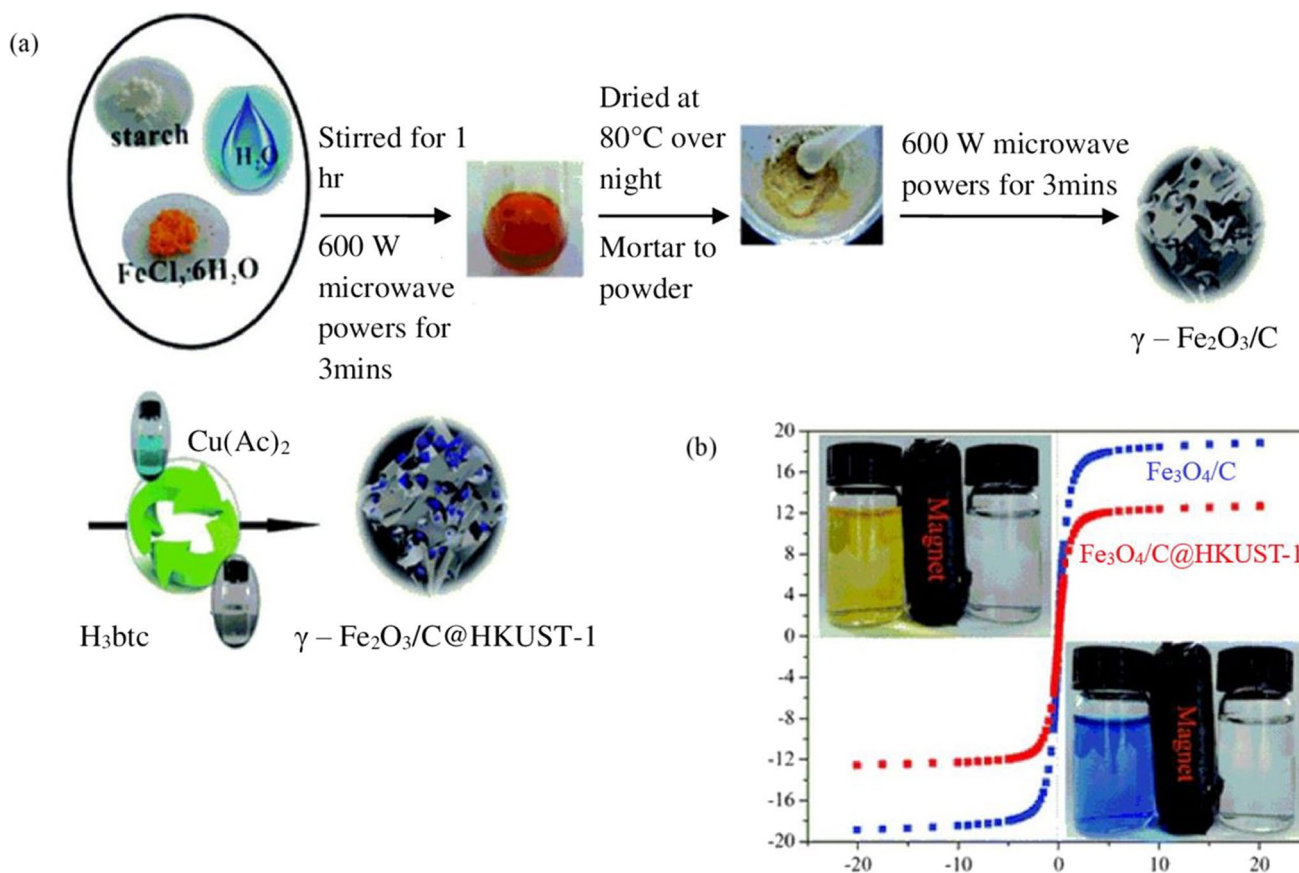 (a)
starch
H₂O
FeCl₃·6H₂O
Stirred for 1
hr
600 W
microwave
powers for
3mins
Dried at
80°C over
night
Mortar to
powder
600 W microwave
powers for 3mins
γ – Fe₂O₃/C
Cu(Ac)₂
H₃btc
γ – Fe₂O₃/C@HKUST-1
(b)
20
16
12
8
4
0
-4
-8
-12
-16
-20
-20
-10
0
10
20
Fe₃O₄/C
Fe₃O₄/C@HKUST-1
Magnet
Magnet